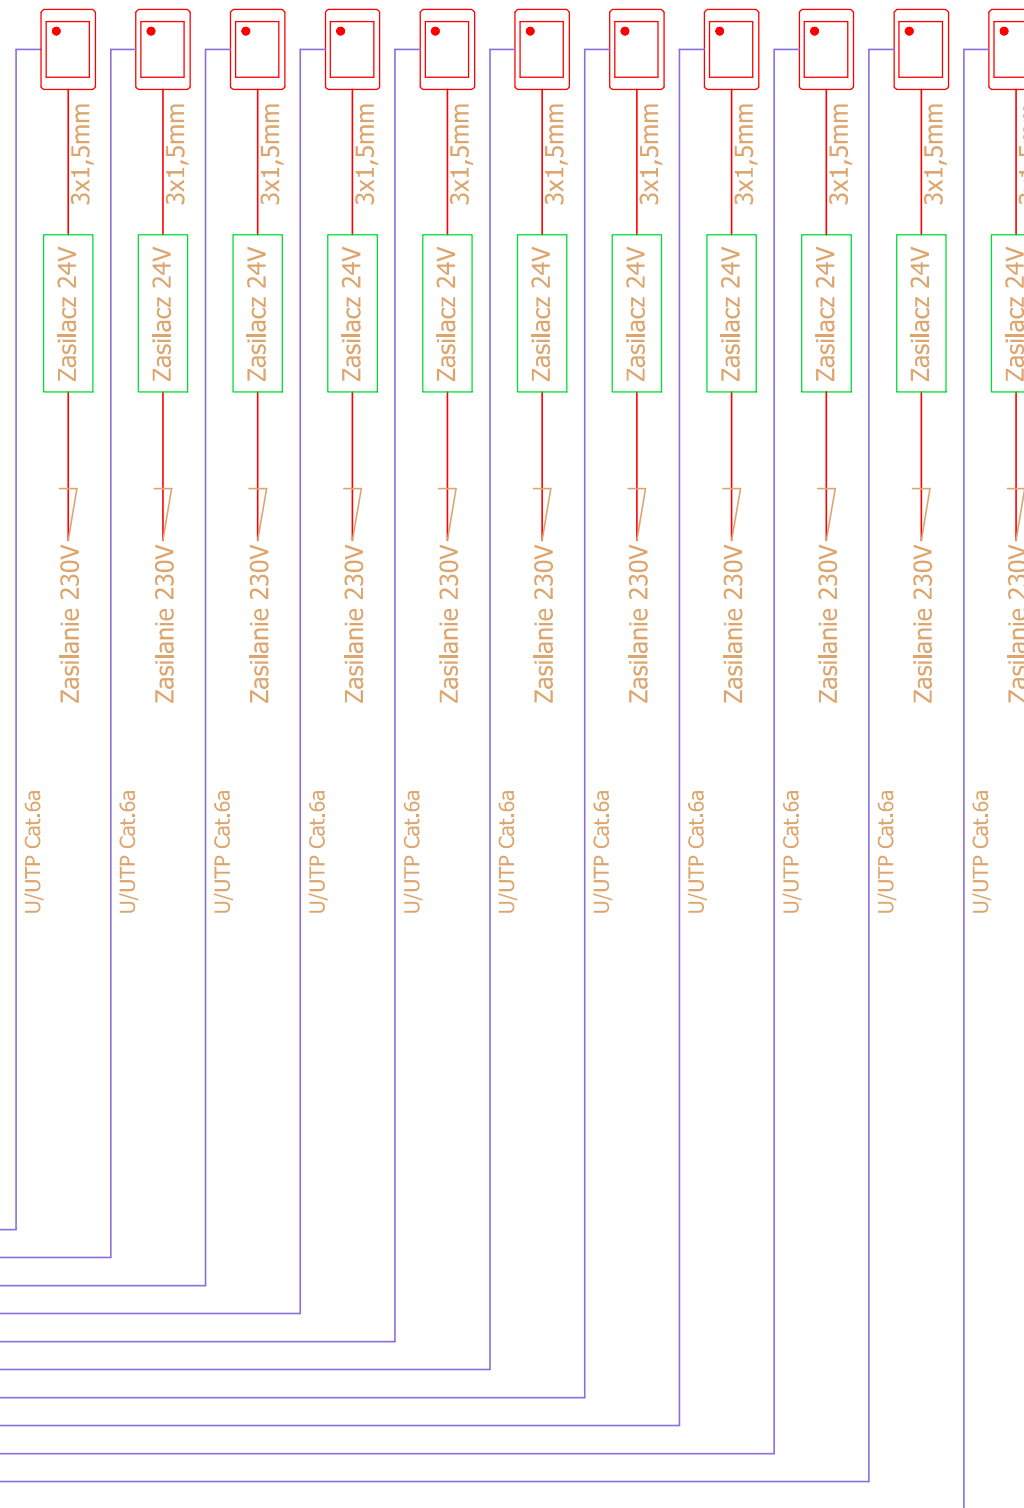 3x1,5mm
3x1,5mm
3x1,5mm
3x1,5mm
3x1,5mm
3x1,5mm
3x1,5mm
3x1,5mm
3x1,5mm
3x1,5mm
Zasilacz 24V
Zasilacz 24V
Zasilacz 24V
Zasilacz 24V
Zasilacz 24V
Zasilacz 24V
Zasilacz 24V
Zasilacz 24V
Zasilacz 24V
Zasilacz 24V
Zasilacz 24V
Zasilanie 230V
Zasilanie 230V
Zasilanie 230V
Zasilanie 230V
Zasilanie 230V
Zasilanie 230V
Zasilanie 230V
Zasilanie 230V
Zasilanie 230V
Zasilanie 230V
Zasilanie 230V
U/UTP Cat.6a
U/UTP Cat.6a
U/UTP Cat.6a
U/UTP Cat.6a
U/UTP Cat.6a
U/UTP Cat.6a
U/UTP Cat.6a
U/UTP Cat.6a
U/UTP Cat.6a
U/UTP Cat.6a
U/UTP Cat.6a